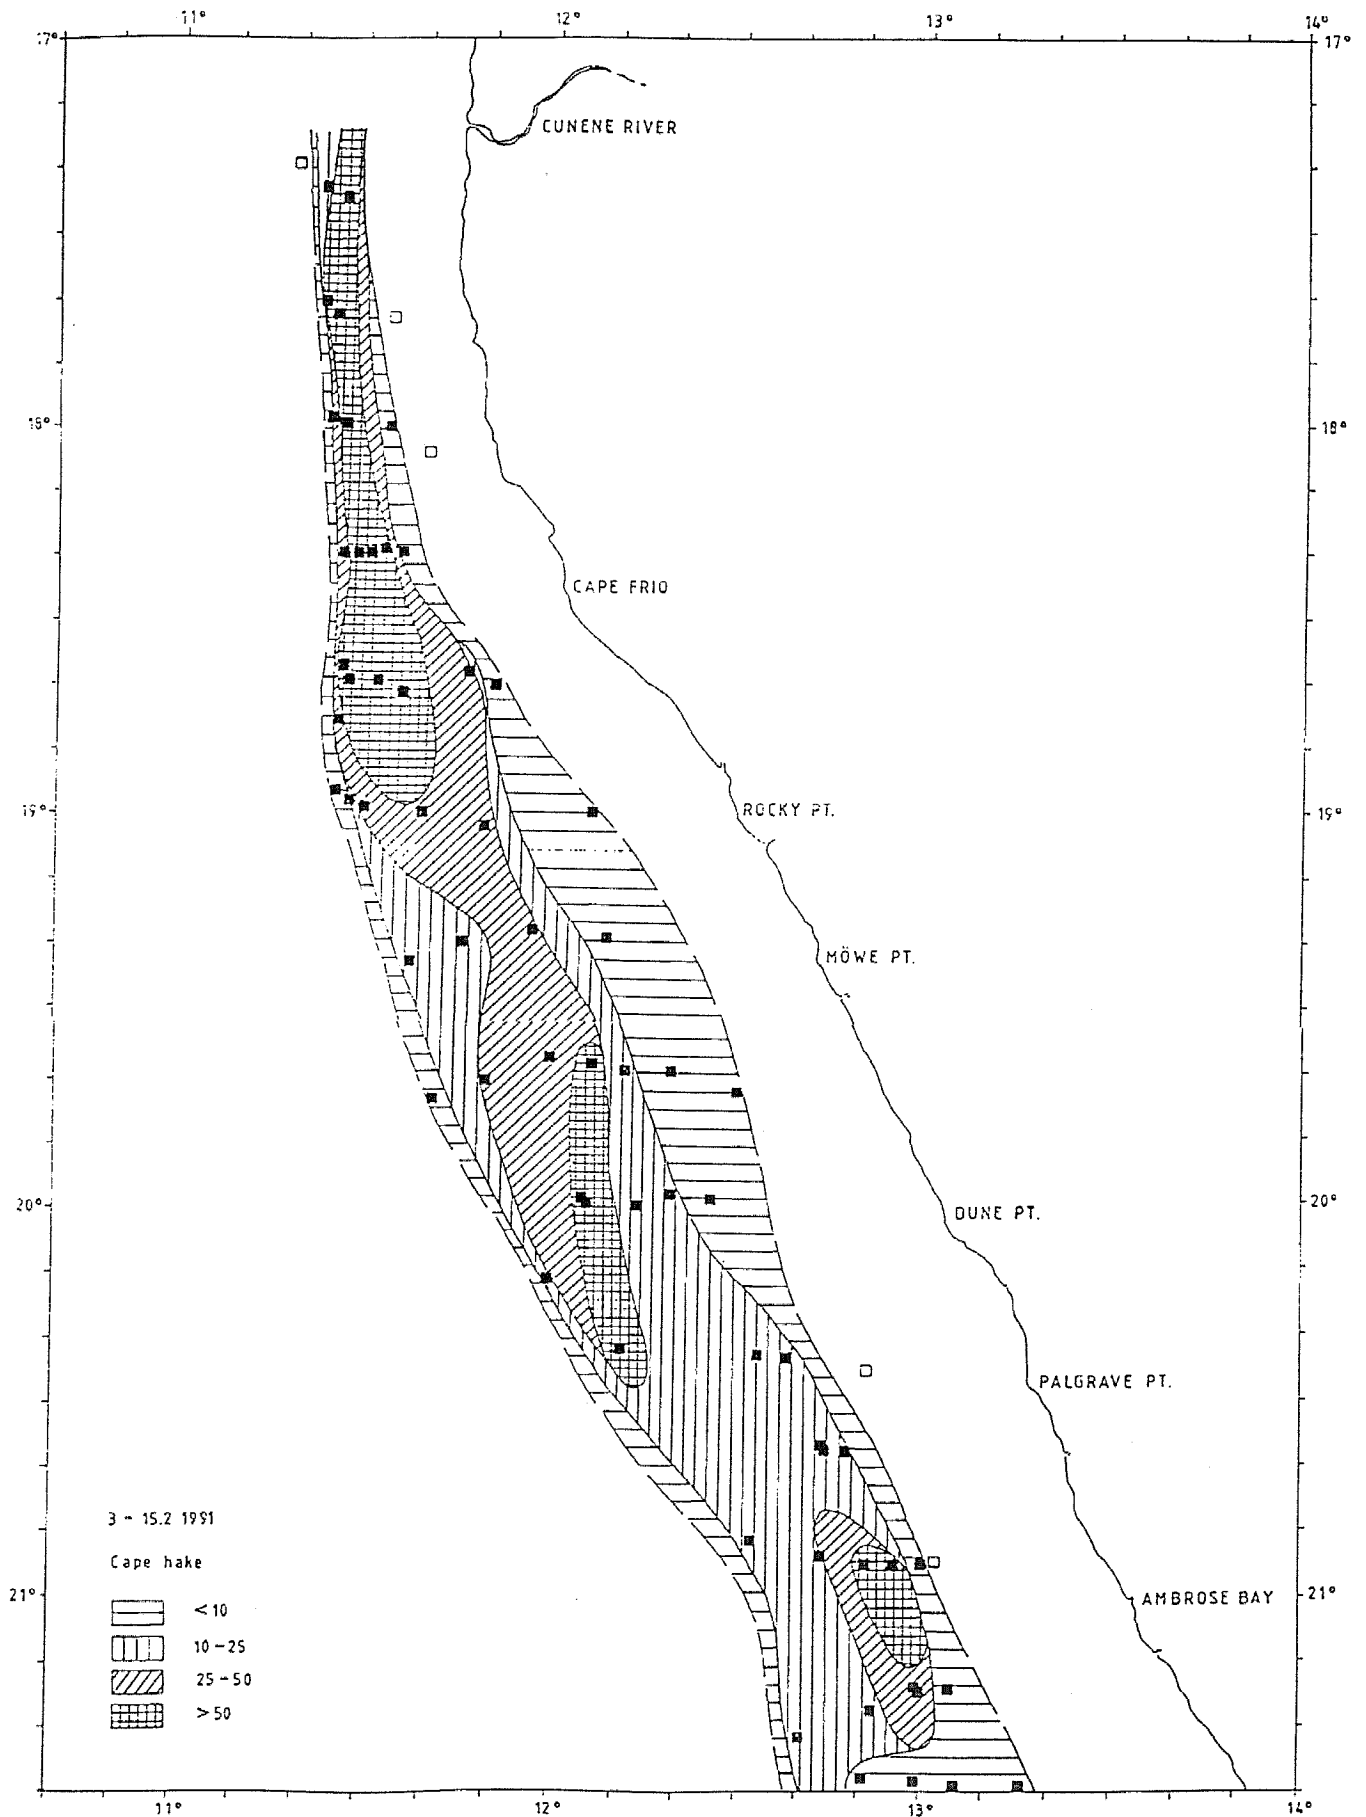 11° 12° 13° 14°
17° 17°
CUNENE RIVER
18° 18°
CAPE FRIO
19° ROCKY PT. 19°
MÖWE PT.
20° 20°
DUNE PT.
PALGRAVE PT.
3 - 15.2 1991
Cape hake
21° AMBROSE BAY 21°
<10
10-25
25-50
>50
11° 12° 13° 14°